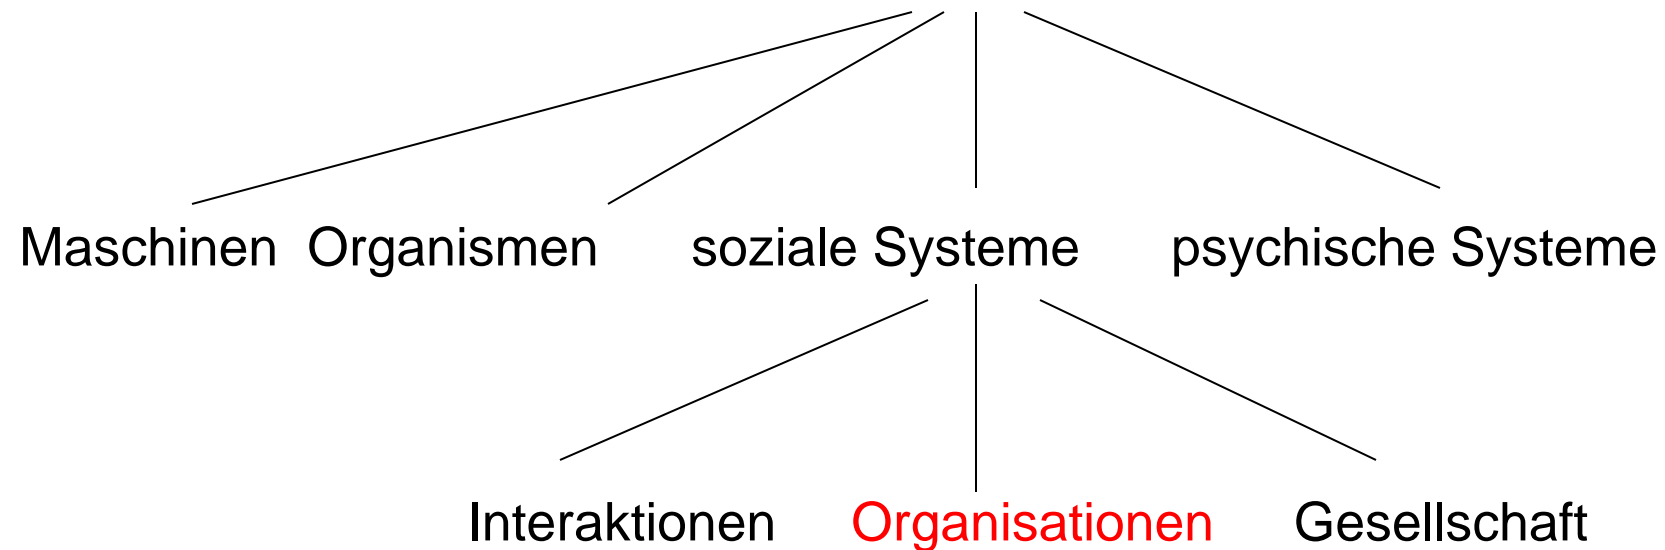 Maschinen Organismen soziale Systeme psychische Systeme
Interaktionen Organisationen Gesellschaft